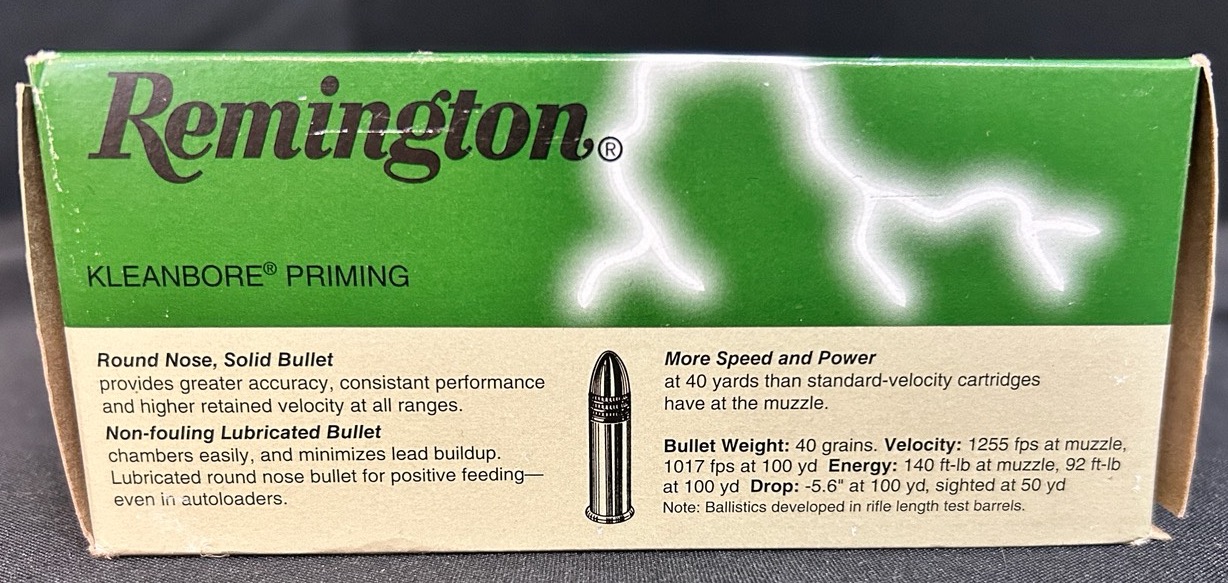 Remington®
KLEANBORE® PRIMING
Round Nose, Solid Bullet
provides greater accuracy, consistant performance
and higher retained velocity at all ranges.
Non-fouling Lubricated Bullet
chambers easily, and minimizes lead buildup.
Lubricated round nose bullet for positive feeding—
even in autoloaders.
More Speed and Power
at 40 yards than standard-velocity cartridges
have at the muzzle.
Bullet Weight: 40 grains. Velocity: 1255 fps at muzzle,
1017 fps at 100 yd Energy: 140 ft-lb at muzzle, 92 ft-lb
at 100 yd Drop: -5.6" at 100 yd, sighted at 50 yd
Note: Ballistics developed in rifle length test barrels.